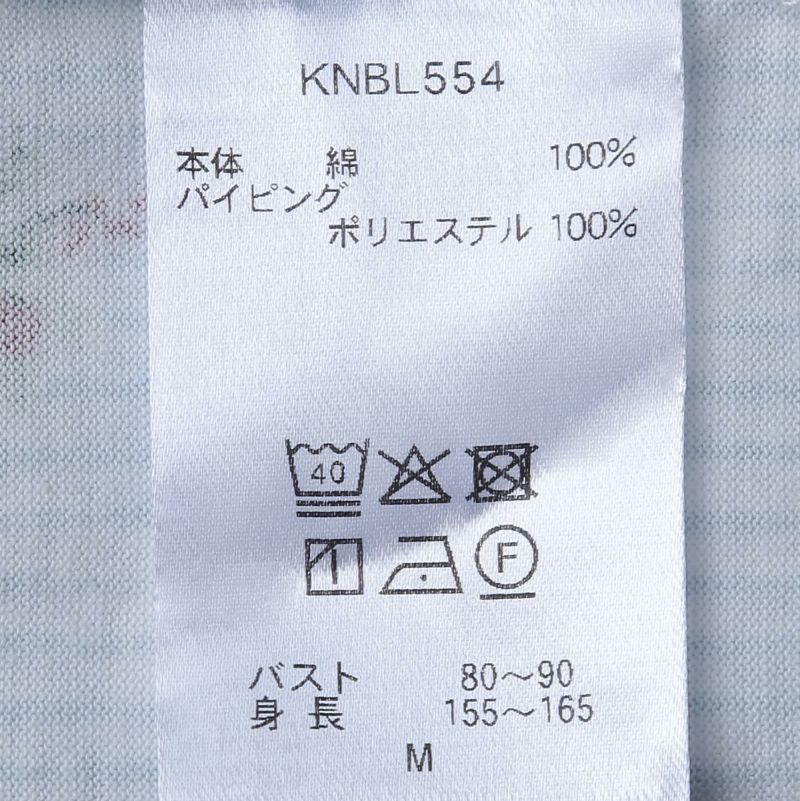 KNBL554
本体 綿 100%
パイピング
ポリエステル 100%
40
F
バスト 80～90
身長 155～165
M